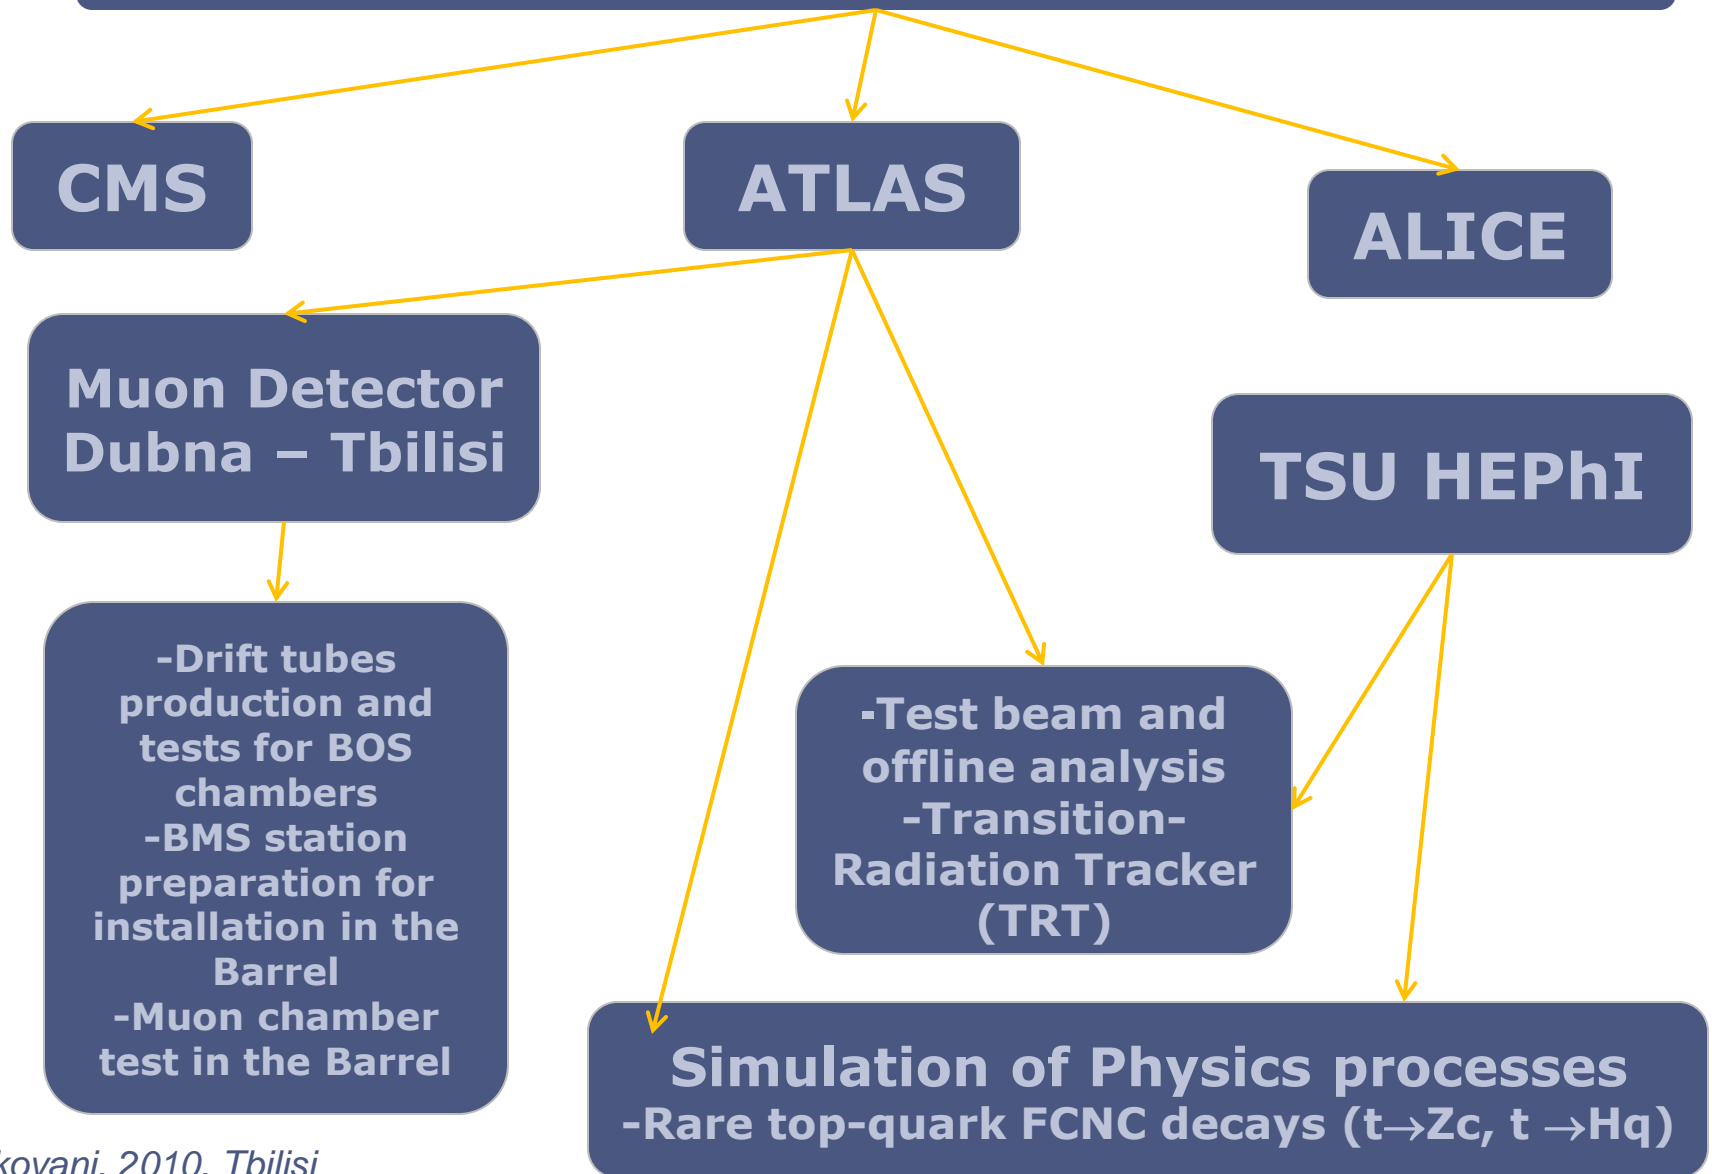 CMS
ATLAS
ALICE
Muon Detector
Dubna – Tbilisi
TSU HEPhI
-Drift tubes
production and
tests for BOS
chambers
-BMS station
preparation for
installation in the
Barrel
-Muon chamber
test in the Barrel
-Test beam and
offline analysis
-Transition-
Radiation Tracker
(TRT)
Simulation of Physics processes
-Rare top-quark FCNC decays (t→Zc, t →Hq)
2010, Tbilisi